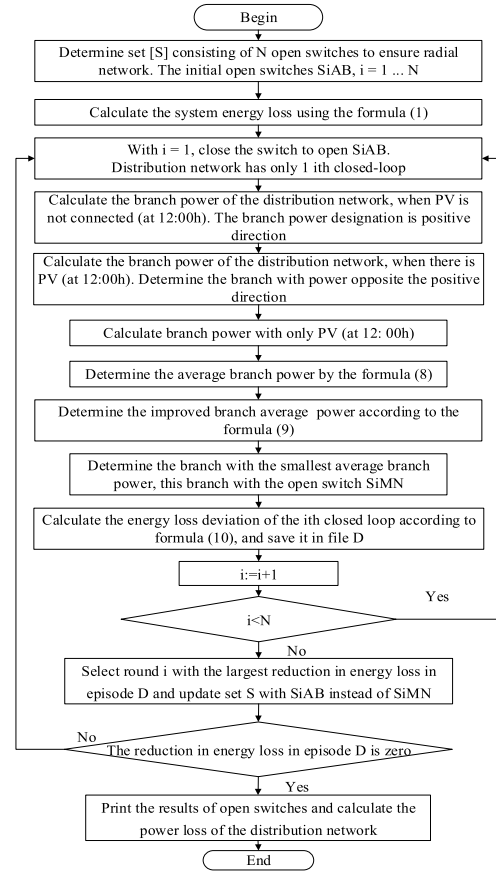 Begin
Determine set [S] consisting of N open switches to ensure radial
network. The initial open switches SiAB, i = 1 ... N
Calculate the system energy loss using the formula (1)
With i = 1, close the switch to open SiAB.
Distribution network has only 1 ith closed-loop
Calculate the branch power of the distribution network, when PV is
not connected (at 12:00h). The branch power designation is positive
direction
Calculate the branch power of the distribution network, when there is
PV (at 12:00h). Determine the branch with power opposite the positive
direction
Calculate branch power with only PV (at 12: 00h)
Determine the average branch power by the formula (8)
Determine the improved branch average power according to the
formula (9)
Determine the branch with the smallest average branch
power, this branch with the open switch SiMN
Calculate the energy loss deviation of the ith closed loop according to
formula (10), and save it in file D
i:=i+1
Yes
i<N
No
Select round i with the largest reduction in energy loss in
episode D and update set S with SiAB instead of SiMN
No
The reduction in energy loss in episode D is zero
Yes
Print the results of open switches and calculate the
power loss of the distribution network
End